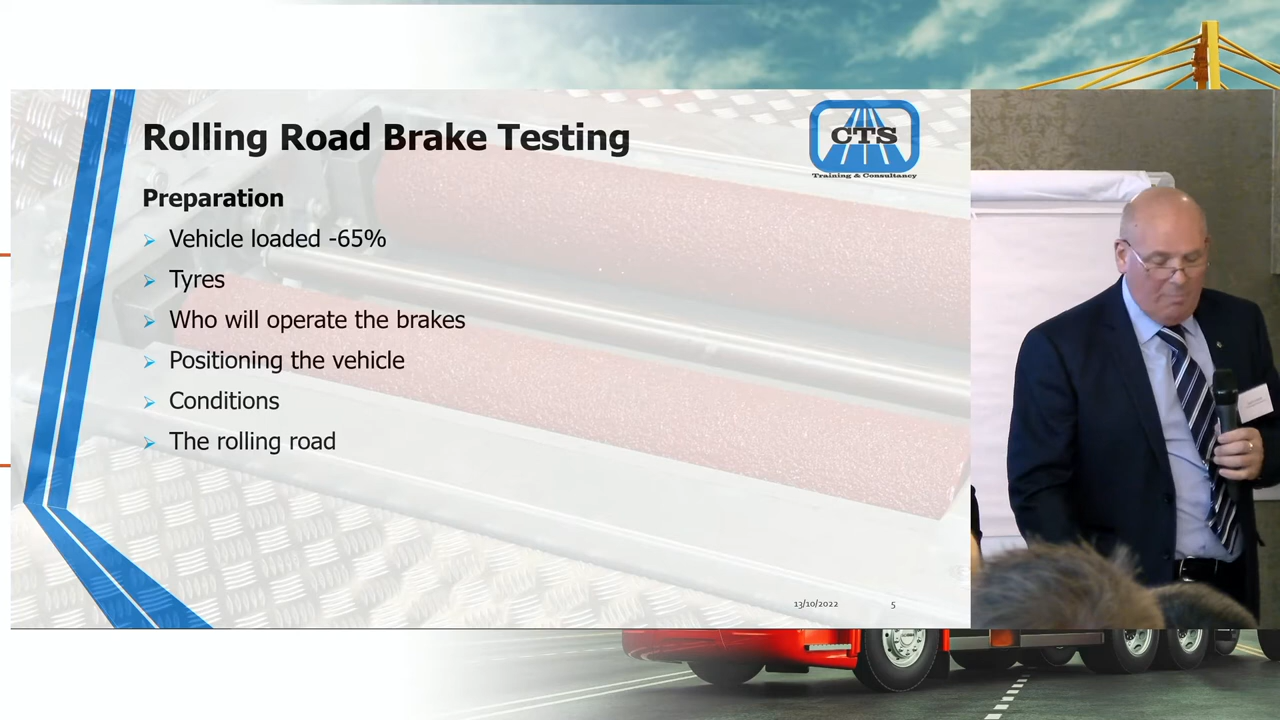 Rolling Road Brake Testing
CTS
Training & Consultancy
Preparation
Vehicle loaded -65%
Tyres
Who will operate the brakes
Positioning the vehicle
Conditions
The rolling road
13/10/2022
5